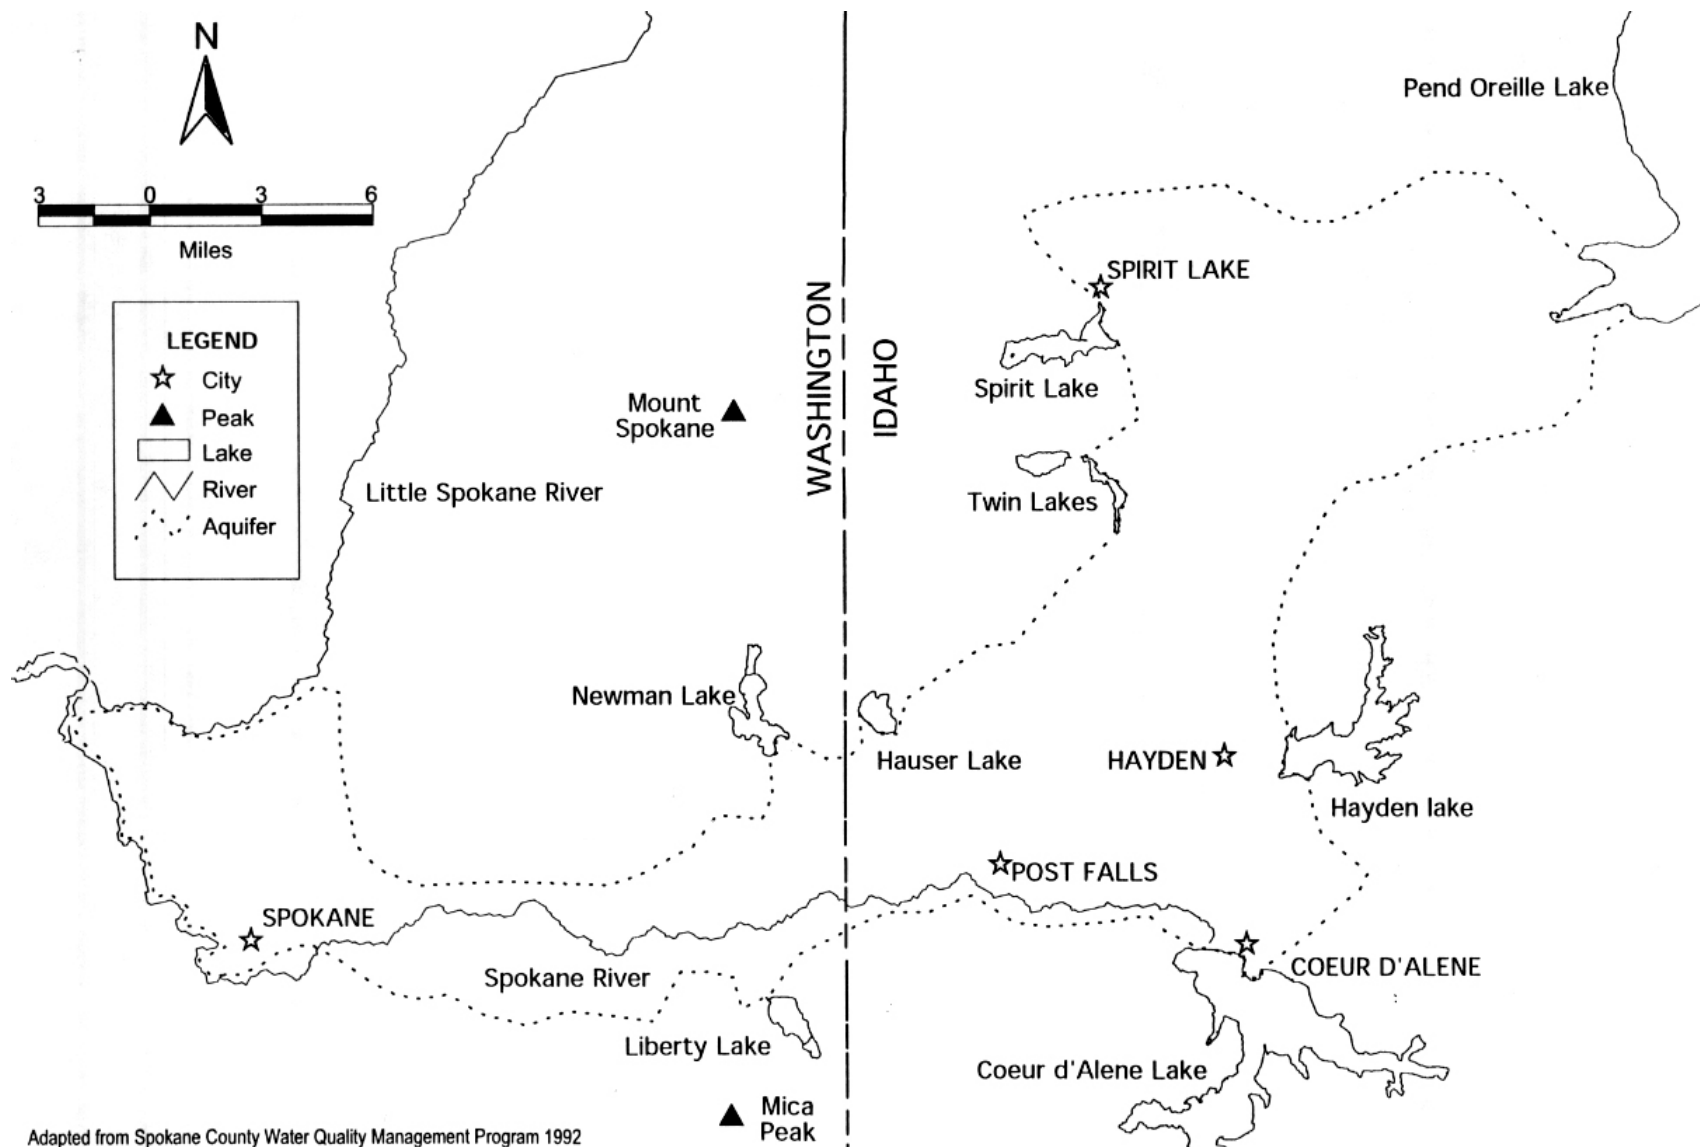 N
Pend Oreille Lake
3 0 3 6
Miles
SPIRIT LAKE
WASHINGTON
IDAHO
LEGEND
City
Peak
Lake
River
Aquifer
Spirit Lake
Mount
Spokane
Little Spokane River
Twin Lakes
Newman Lake
Hauser Lake
HAYDEN
Hayden lake
POST FALLS
SPOKANE
COEUR D'ALENE
Spokane River
Liberty Lake
Coeur d'Alene Lake
Mica
Peak
Adapted from Spokane County Water Quality Management Program 1992